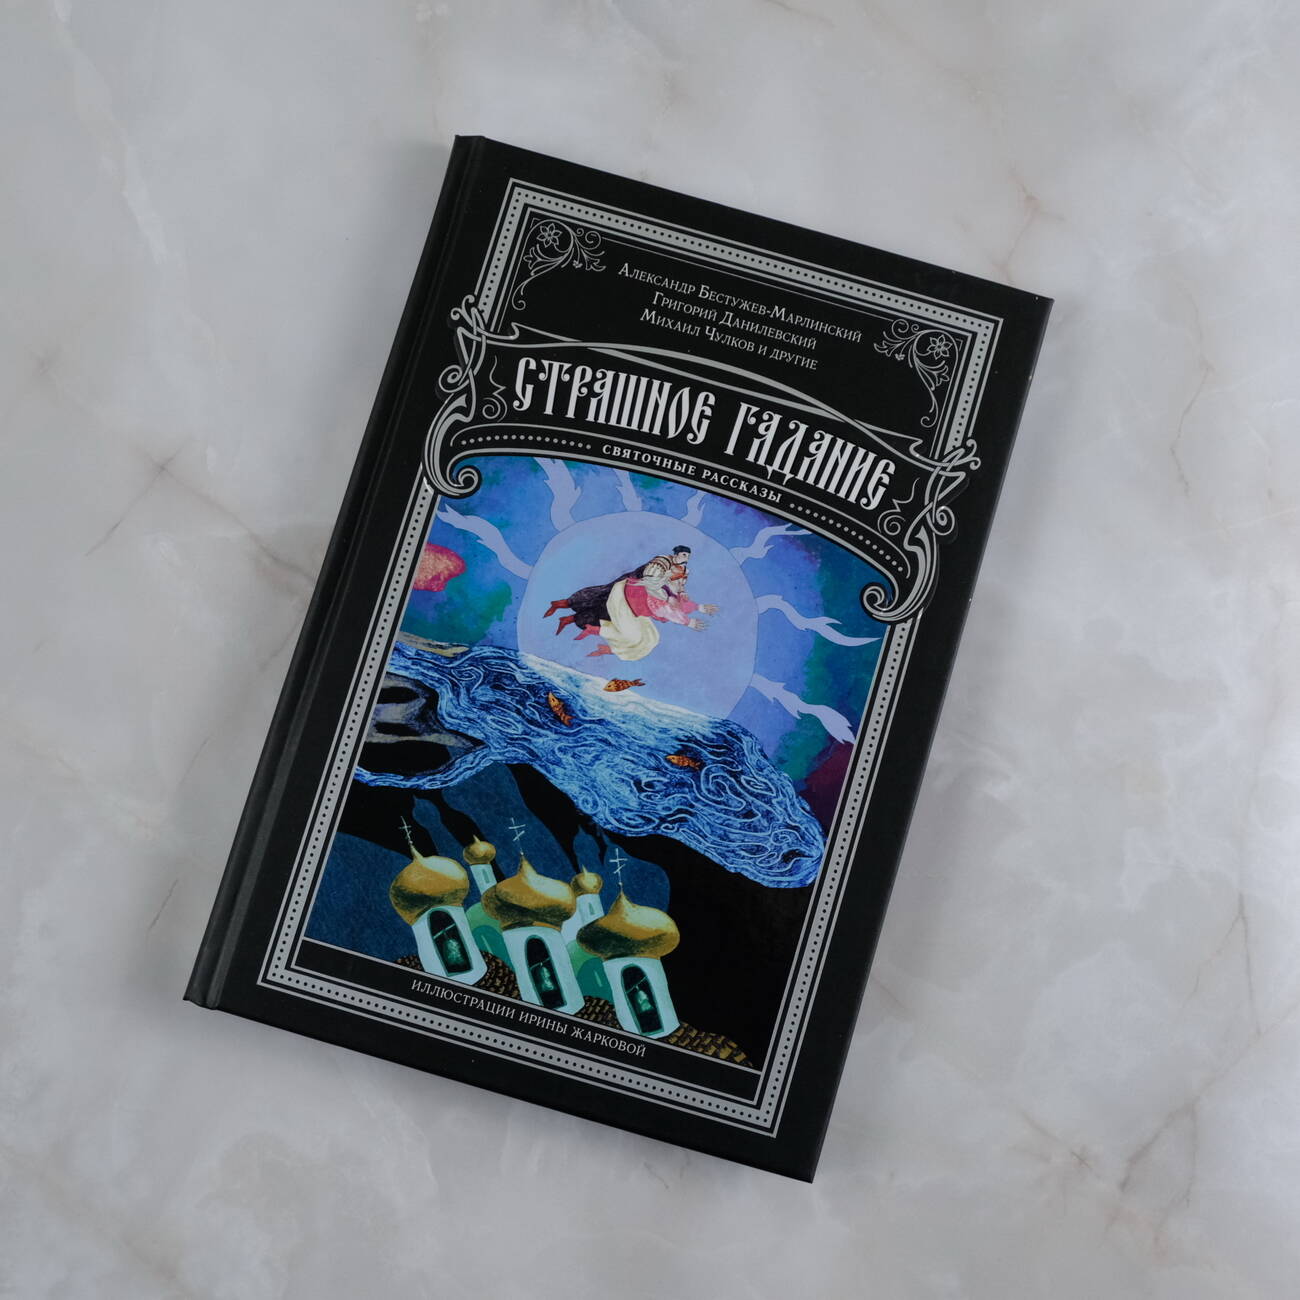 Александр Бестужев-Марлинский
Григорий Данилевский
Михаил Чулков и другие
СТРАШНОЕ ГАДАНИЕ
СВЯТОЧНЫЕ РАССКАЗЫ
ИЛЛЮСТРАЦИИ ИРИНЫ ЖАРКОВОЙ